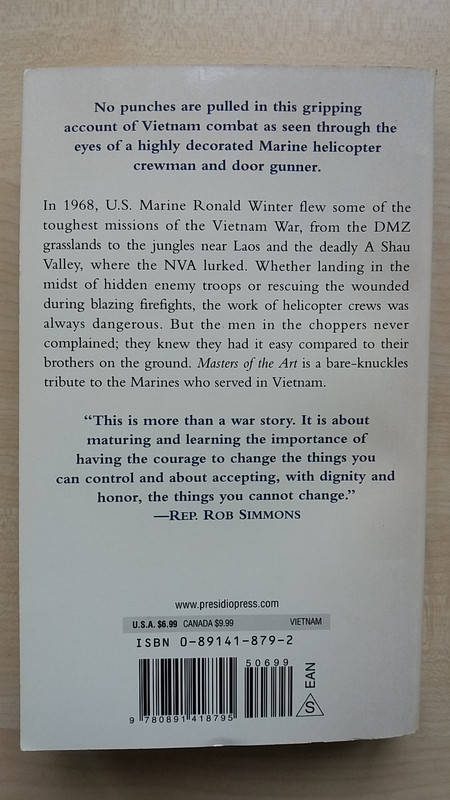 No punches are pulled in this gripping
account of Vietnam combat as seen through the
eyes of a highly decorated Marine helicopter
crewman and door gunner.
In 1968, U.S. Marine Ronald Winter flew some of the
toughest missions of the Vietnam War, from the DMZ
grasslands to the jungles near Laos and the deadly A Shau
Valley, where the NVA lurked. Whether landing in the
midst of hidden enemy troops or rescuing the wounded
during blazing firefights, the work of helicopter crews was
always dangerous. But the men in the choppers never
complained; they knew they had it easy compared to their
brothers on the ground. Masters of the Art is a bare-knuckles
tribute to the Marines who served in Vietnam.
“This is more than a war story. It is about
maturing and learning the importance of
having the courage to change the things you
can control and about accepting, with dignity and
honor, the things you cannot change.”
—REP. ROB SIMMONS
www.presidiopress.com
U.S.A. $6.99 CANADA $9.99 VIETNAM
ISBN 0-89141-879-2
50699
EAN
S
9 780891 418795